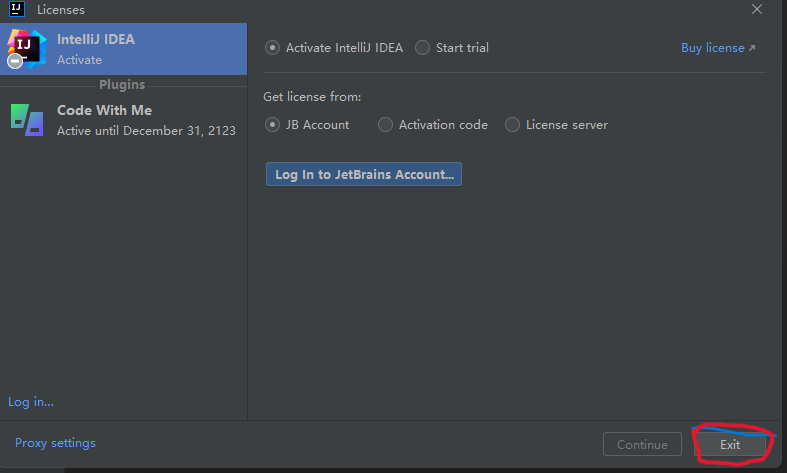 IJ
Licenses
IJ
IntelliJ IDEA
Activate
Plugins
Code With Me
Active until December 31, 2123
Activate IntelliJ IDEA
Start trial
Buy license
Get license from:
JB Account
Activation code
License server
Log In to JetBrains Account...
Log in...
Proxy settings
Continue
Exit